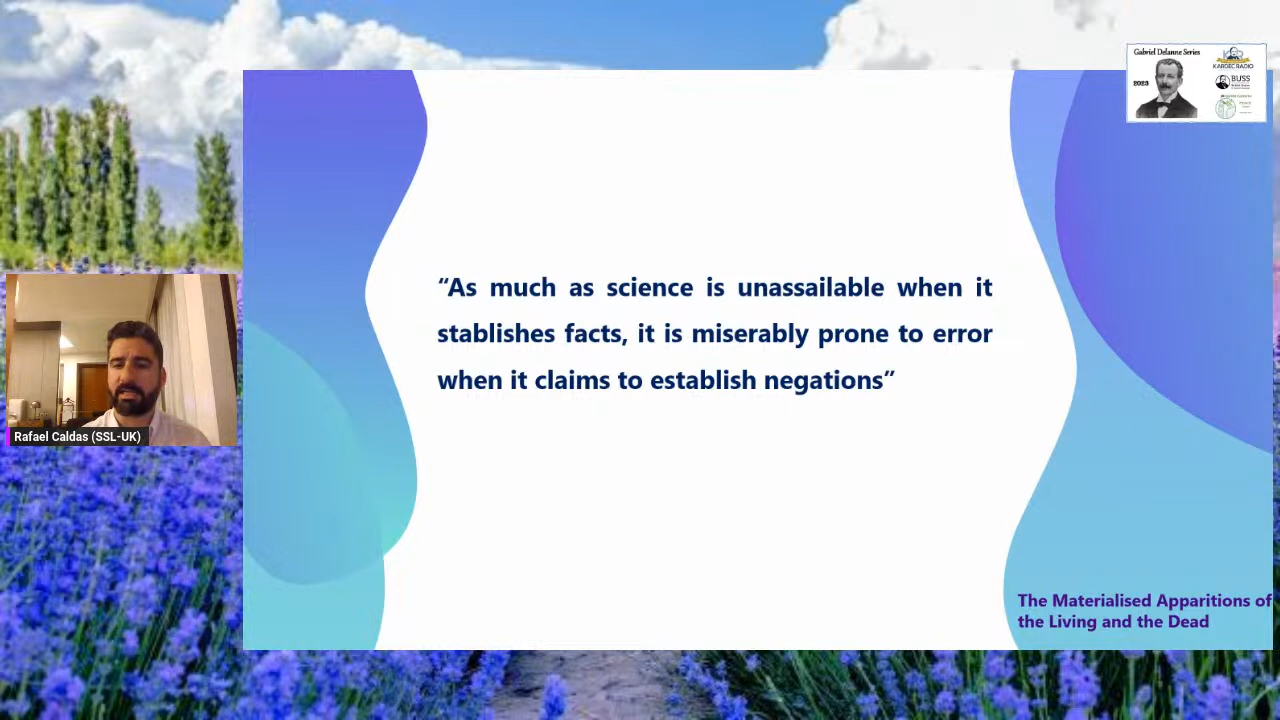 Gabriel Delanne Series
2023
KARDEC RADIO
BUSS
“As much as science is unassailable when it
stablishes facts, it is miserably prone to error
when it claims to establish negations”
Rafael Caldas (SSL-UK)
The Materialised Apparitions of
the Living and the Dead